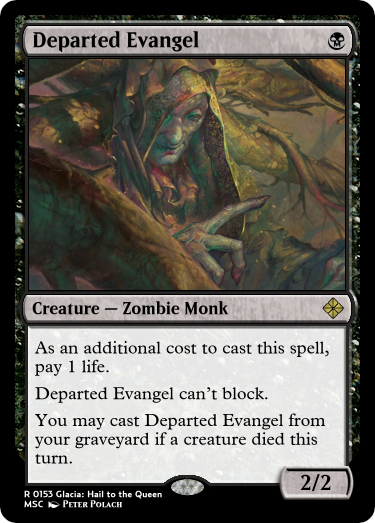 Departed Evangel
Creature — Zombie Monk
As an additional cost to cast this spell,
pay 1 life.
Departed Evangel can't block.
You may cast Departed Evangel from
your graveyard if a creature died this
turn.
2/2
R 0153 Glacia: Hail to the Queen
MSC Peter Polach